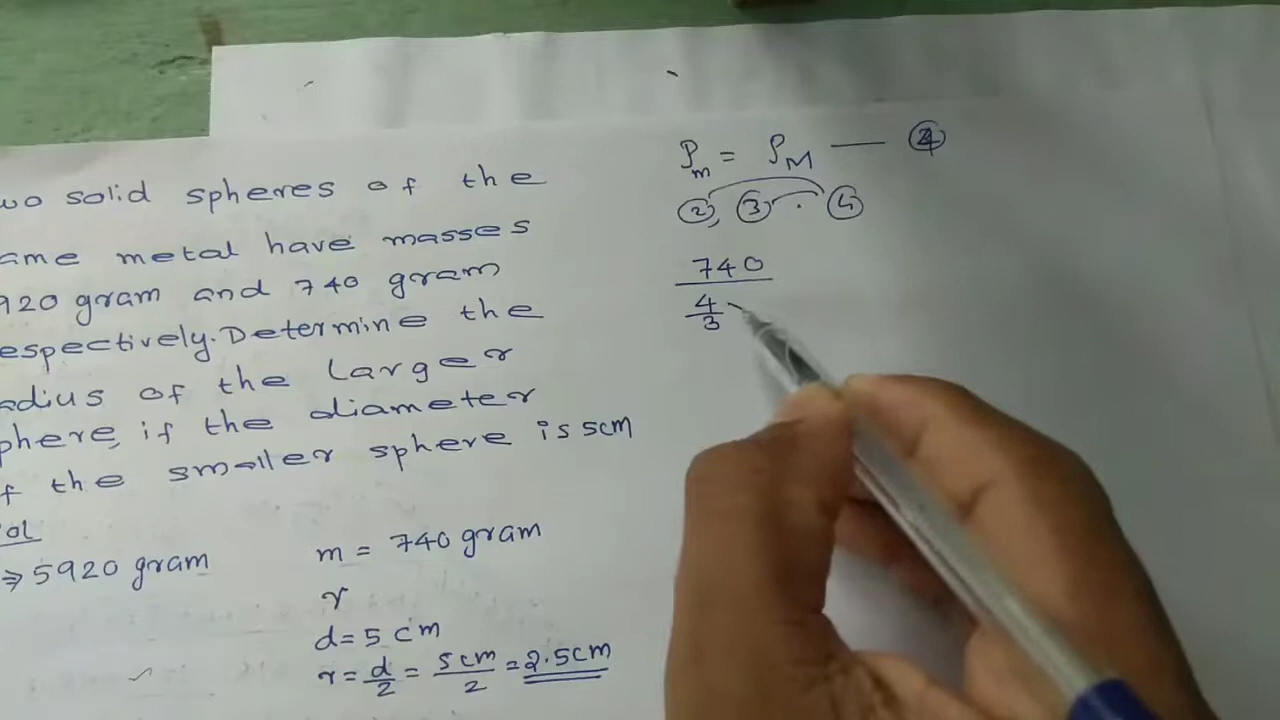 wo solid spheres of the
ame metal have masses
920 gram and 740 gram
espectively. Determine the
adius of the larger
phere, if the diameter
f the smaller sphere is 5cm
ol
⇒ 5920 gram
m = 740 gram
r
d = 5 cm
r = d/2 = 5cm/2 = 2.5cm
ρm = ρM — ④
②, ③ . ④
740
4/3